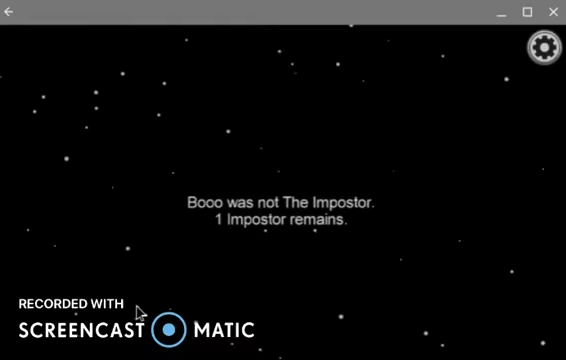 Booo was not The Impostor.
1 Impostor remains.
RECORDED WITH
SCREENCAST MATIC